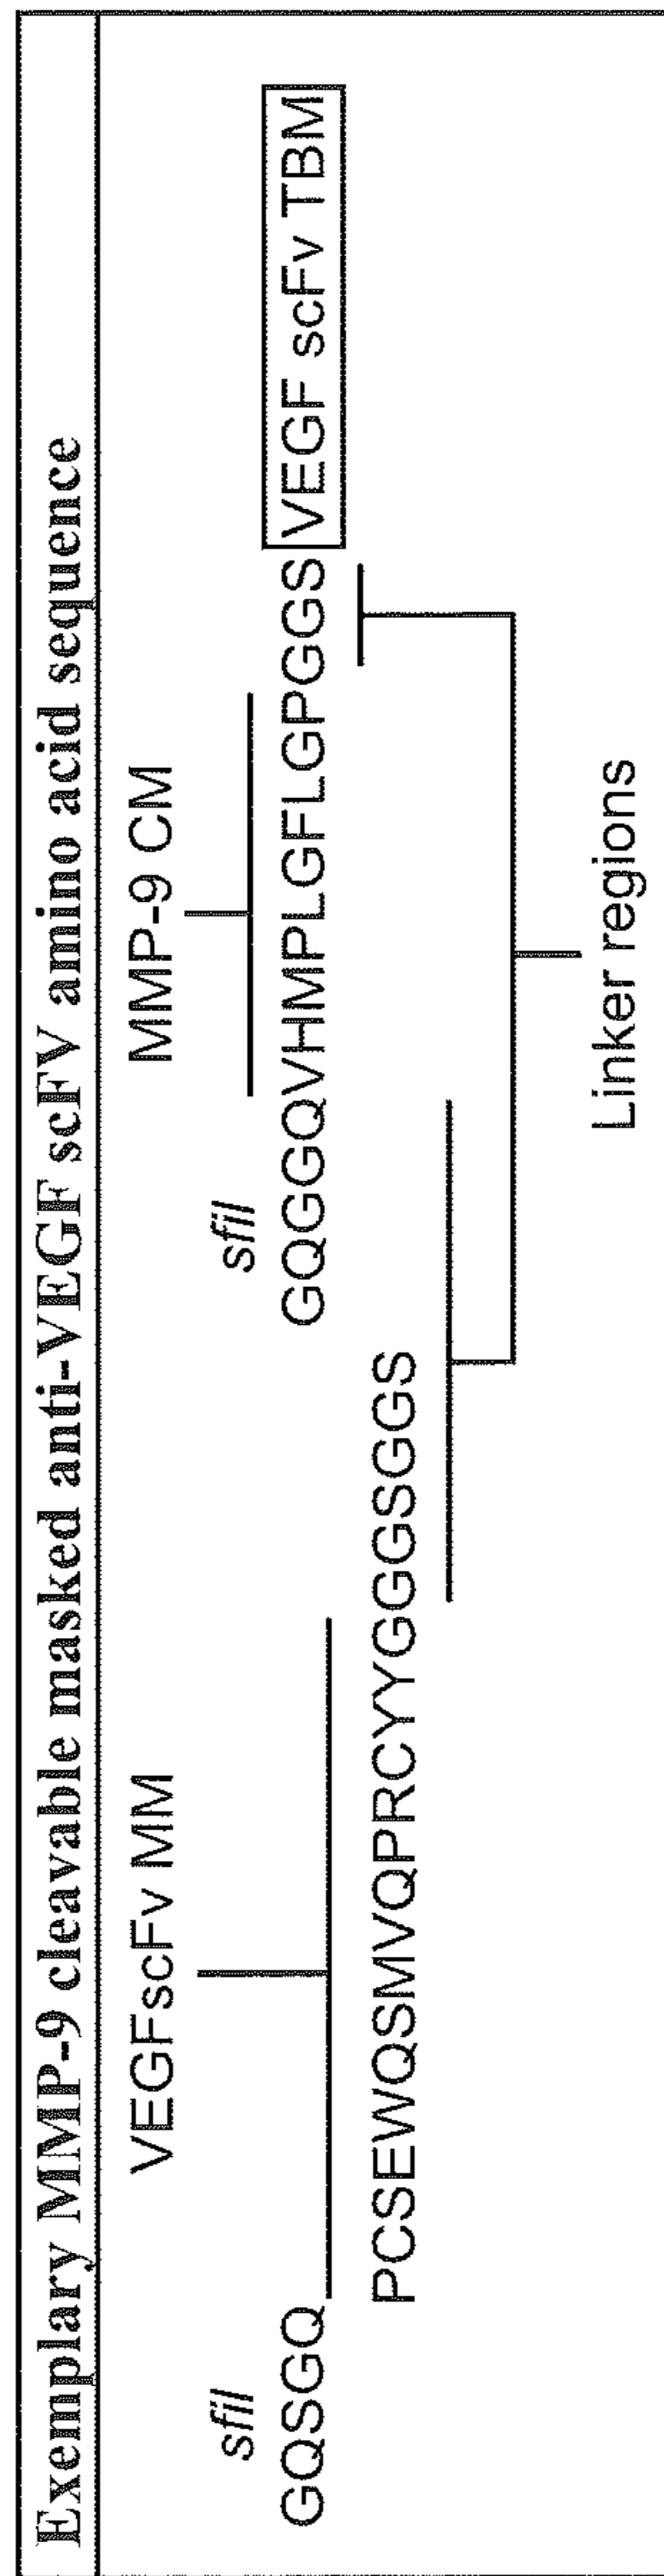 Exemplary MMP-9 cleavable masked anti-VEGF scFV amino acid sequence
VEGFscFv MM
MMP-9 CM
sfiI
sfiI
GQSGQ
GQGGQVHMPLGFLGPGGS
VEGF scFv TBM
PCSEWQSMVQPRCYYGGGSGGS
Linker regions